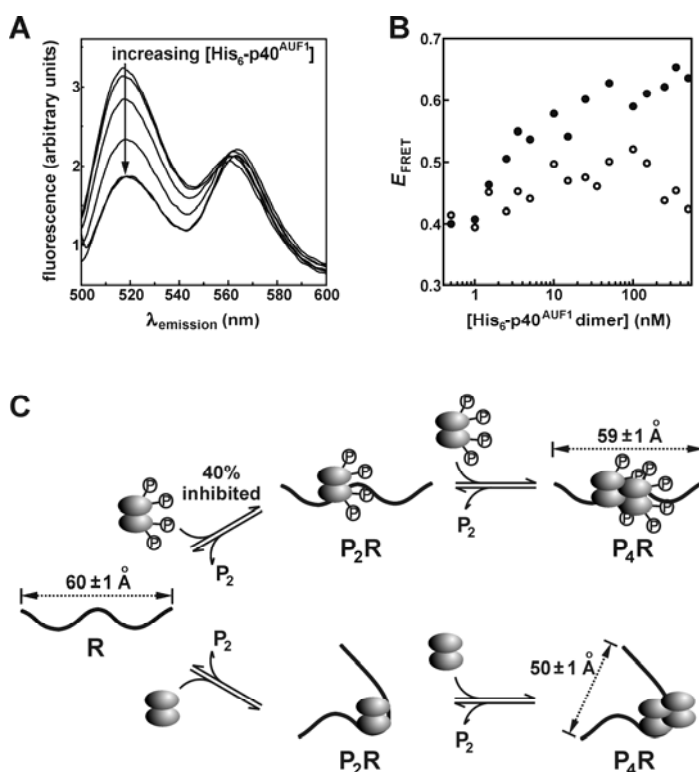 A
increasing [His6-p40AUF1]
fluorescence (arbitrary units)
3
2
1
500 520 540 560 580 600
λemission (nm)
B
EFRET
0.7
0.6
0.5
0.4
0.3
1 10 100
[His6-p40AUF1 dimer] (nM)
C
P P P P
40%
inhibited
P2
60 ±1 Å
R
P P P P
P2R
P P P P
P2
59 ±1 Å
P P P P P P P
P4R
P2
P2R
P2
50 ±1 Å
P4R